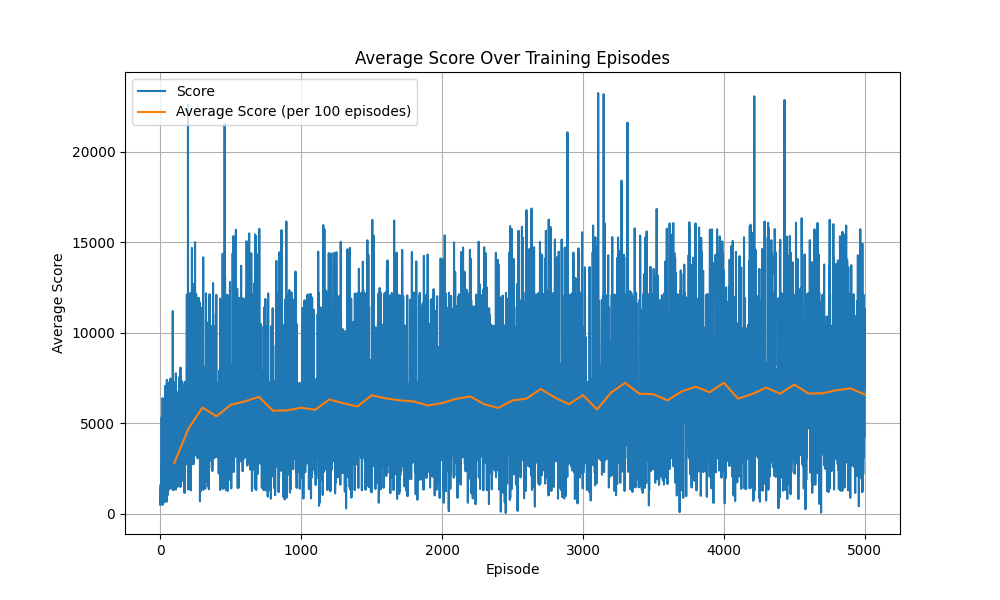 Average Score Over Training Episodes
Score
Average Score (per 100 episodes)
Average Score
20000
15000
10000
5000
0
0
1000
2000
3000
4000
5000
Episode